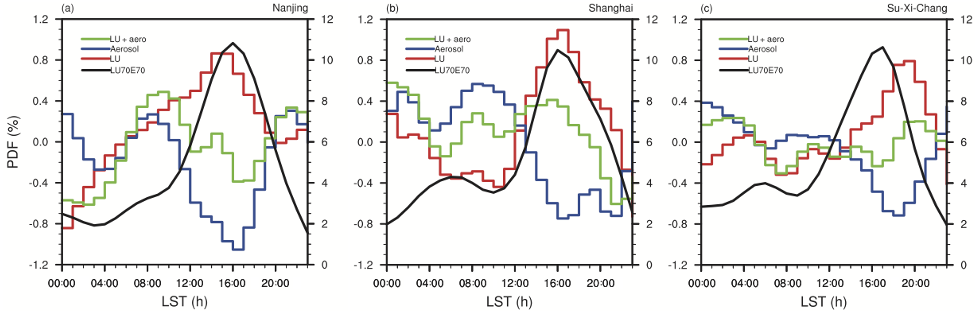 (a) Nanjing
1.2
0.8
0.4
0.0
-0.4
-0.8
-1.2
PDF (%)
LU + aero
Aerosol
LU
LU70E70
12
10
8
6
4
2
0
00:00 04:00 08:00 12:00 16:00 20:00
LST (h)
(b) Shanghai
1.2
0.8
0.4
0.0
-0.4
-0.8
-1.2
LU + aero
Aerosol
LU
LU70E70
12
10
8
6
4
2
0
00:00 04:00 08:00 12:00 16:00 20:00
LST (h)
(c) Su-Xi-Chang
1.2
0.8
0.4
0.0
-0.4
-0.8
-1.2
LU + aero
Aerosol
LU
LU70E70
12
10
8
6
4
2
0
00:00 04:00 08:00 12:00 16:00 20:00
LST (h)